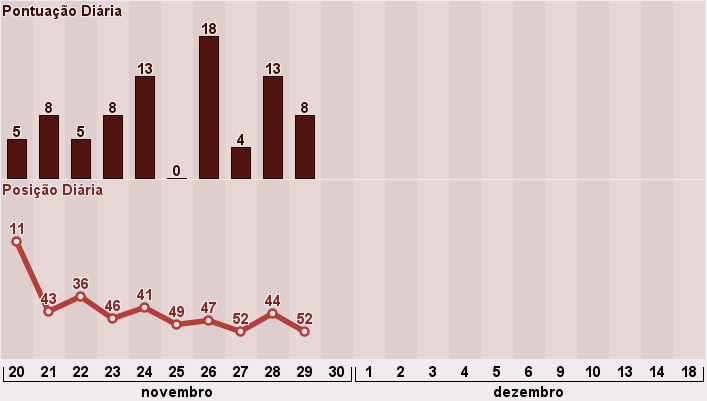 Pontuação Diária
5 8 5 8 13 0 18 4 13 8
Posição Diária
11 43 36 46 41 49 47 52 44 52
20 21 22 23 24 25 26 27 28 29 30 1 2 3 4 5 6 9 10 13 14 18
novembro dezembro